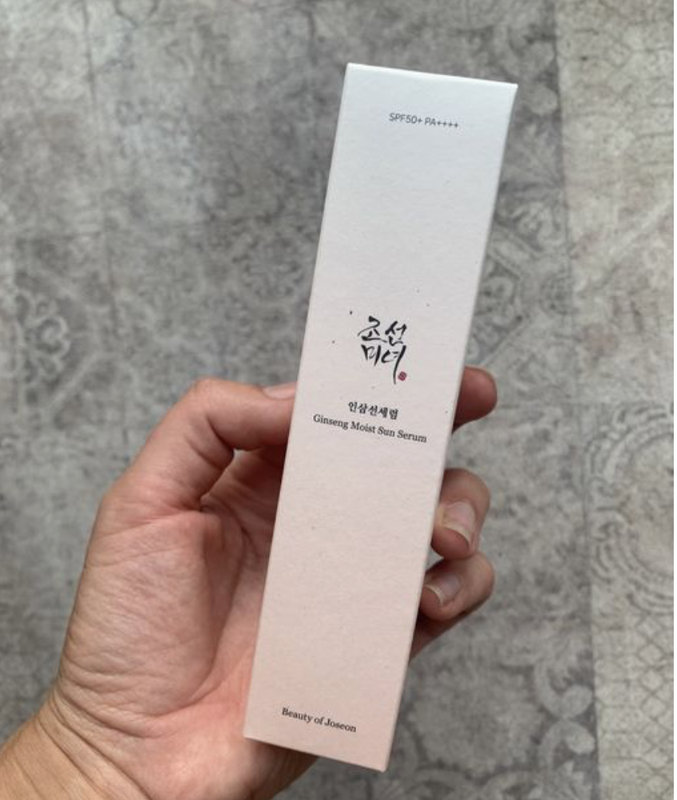 SPF50+ PA++++
조선
미녀
인삼선세럼
Ginseng Moist Sun Serum
Beauty of Joseon